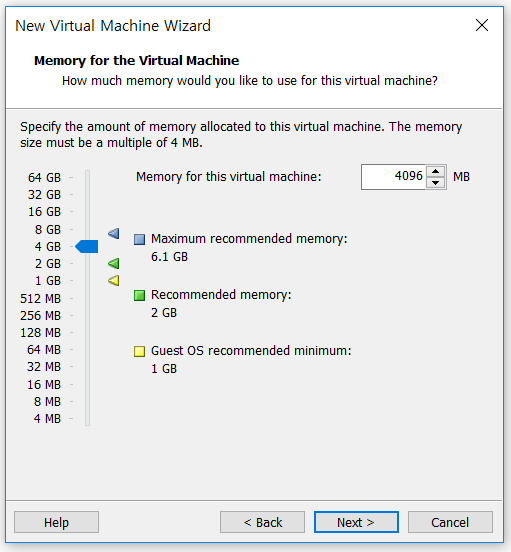 New Virtual Machine Wizard
Memory for the Virtual Machine
How much memory would you like to use for this virtual machine?
Specify the amount of memory allocated to this virtual machine. The memory
size must be a multiple of 4 MB.
Memory for this virtual machine: 4096 MB
64 GB
32 GB
16 GB
8 GB
4 GB
2 GB
1 GB
512 MB
256 MB
128 MB
64 MB
32 MB
16 MB
8 MB
4 MB
Maximum recommended memory:
6.1 GB
Recommended memory:
2 GB
Guest OS recommended minimum:
1 GB
Help
< Back
Next >
Cancel